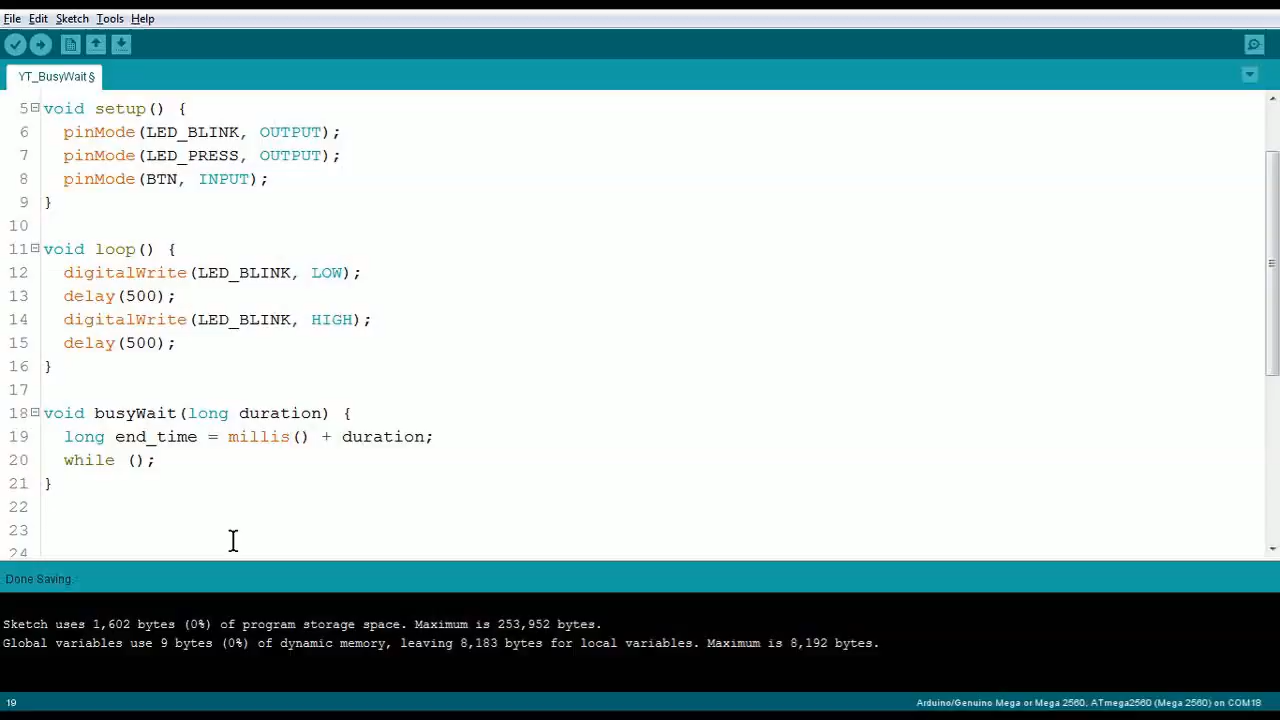 File Edit Sketch Tools Help
YT_BusyWait§
5 void setup() {
6 pinMode(LED_BLINK, OUTPUT);
7 pinMode(LED_PRESS, OUTPUT);
8 pinMode(BTN, INPUT);
9 }
10
11 void loop() {
12 digitalWrite(LED_BLINK, LOW);
13 delay(500);
14 digitalWrite(LED_BLINK, HIGH);
15 delay(500);
16 }
17
18 void busyWait(long duration) {
19 long end_time = millis() + duration;
20 while ();
21 }
22
23
24
Done Saving.
Sketch uses 1,602 bytes (0%) of program storage space. Maximum is 253,952 bytes.
Global variables use 9 bytes (0%) of dynamic memory, leaving 8,183 bytes for local variables. Maximum is 8,192 bytes.
19 Arduino/Genuino Mega or Mega 2560, ATmega2560 (Mega 2560) on COM18